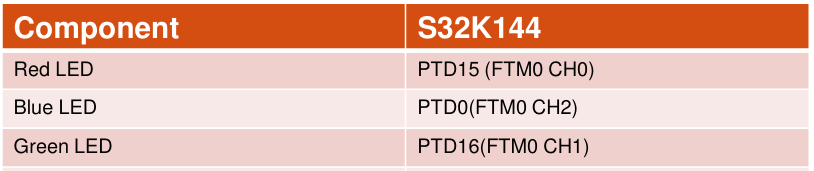 Component S32K144
Red LED PTD15 (FTM0 CH0)
Blue LED PTD0(FTM0 CH2)
Green LED PTD16(FTM0 CH1)